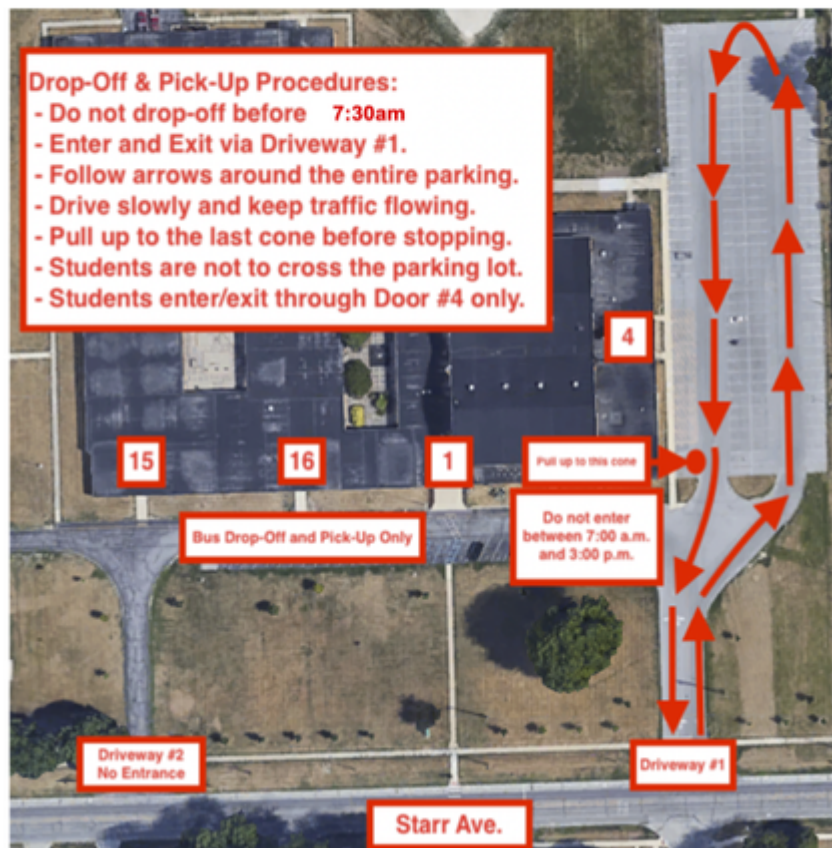 Drop-Off & Pick-Up Procedures:
- Do not drop-off before 7:30am
- Enter and Exit via Driveway #1.
- Follow arrows around the entire parking.
- Drive slowly and keep traffic flowing.
- Pull up to the last cone before stopping.
- Students are not to cross the parking lot.
- Students enter/exit through Door #4 only.
4
15
16
1
Pull up to this cone
Bus Drop-Off and Pick-Up Only
Do not enter
between 7:00 a.m.
and 3:00 p.m.
Driveway #2
No Entrance
Driveway #1
Starr Ave.